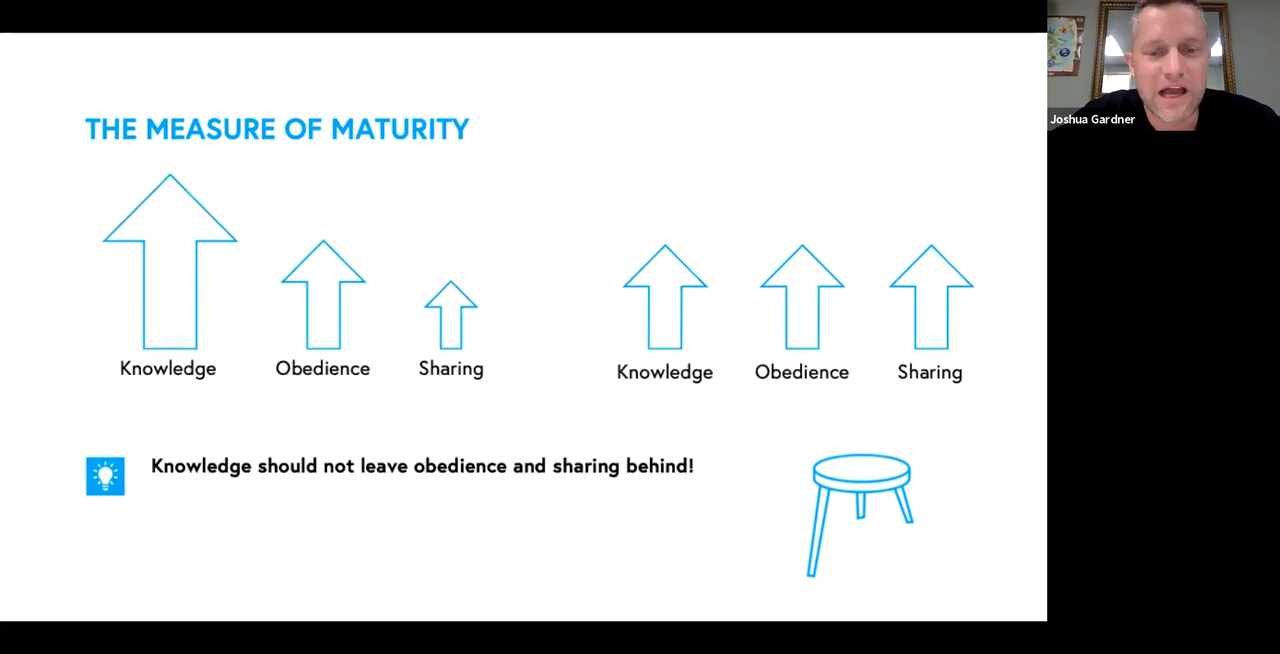 THE MEASURE OF MATURITY
Knowledge
Obedience
Sharing
Knowledge
Obedience
Sharing
Knowledge should not leave obedience and sharing behind!
Joshua Gardner